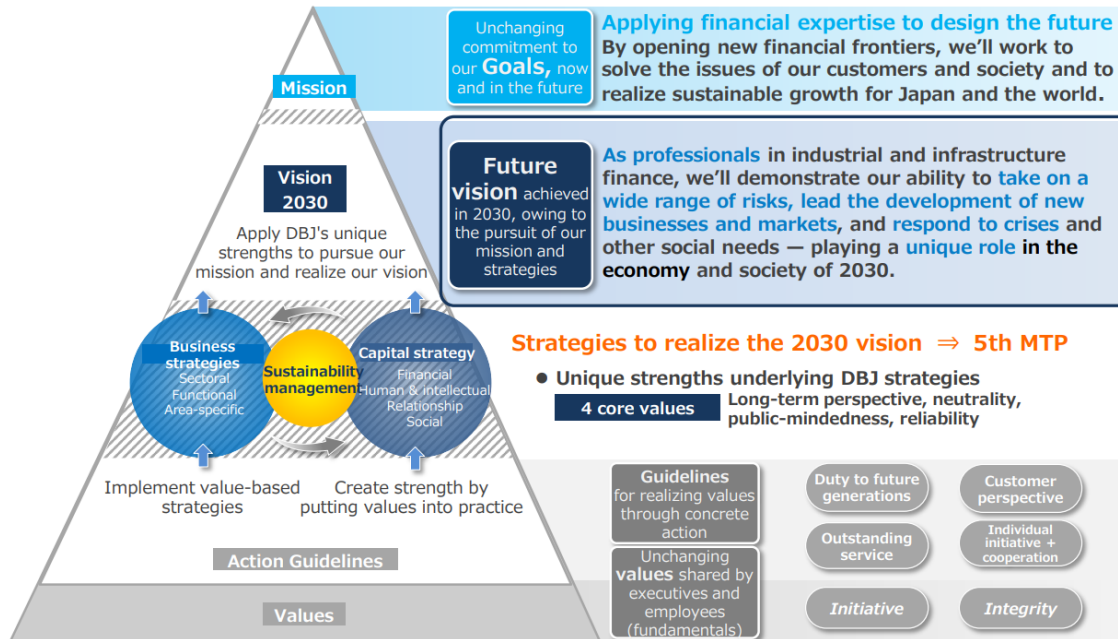 Mission
Unchanging
commitment to
our Goals, now
and in the future
Applying financial expertise to design the future
By opening new financial frontiers, we’ll work to
solve the issues of our customers and society and to
realize sustainable growth for Japan and the world.
Vision
2030
Apply DBJ's unique
strengths to pursue our
mission and realize our vision
Future
vision achieved
in 2030, owing to
the pursuit of our
mission and
strategies
As professionals in industrial and infrastructure
finance, we’ll demonstrate our ability to take on a
wide range of risks, lead the development of new
businesses and markets, and respond to crises and
other social needs — playing a unique role in the
economy and society of 2030.
Business
strategies
Sectoral
Functional
Area-specific
Sustainability
management
Capital strategy
Financial
Human & intellectual
Relationship
Social
Strategies to realize the 2030 vision ⇒ 5th MTP
● Unique strengths underlying DBJ strategies
4 core values
Long-term perspective, neutrality,
public-mindedness, reliability
Implement value-based
strategies
Create strength by
putting values into practice
Action Guidelines
Guidelines
for realizing values
through concrete
action
Duty to future
generations
Customer
perspective
Outstanding
service
Individual
initiative +
cooperation
Values
Unchanging
values shared by
executives and
employees
(fundamentals)
Initiative
Integrity